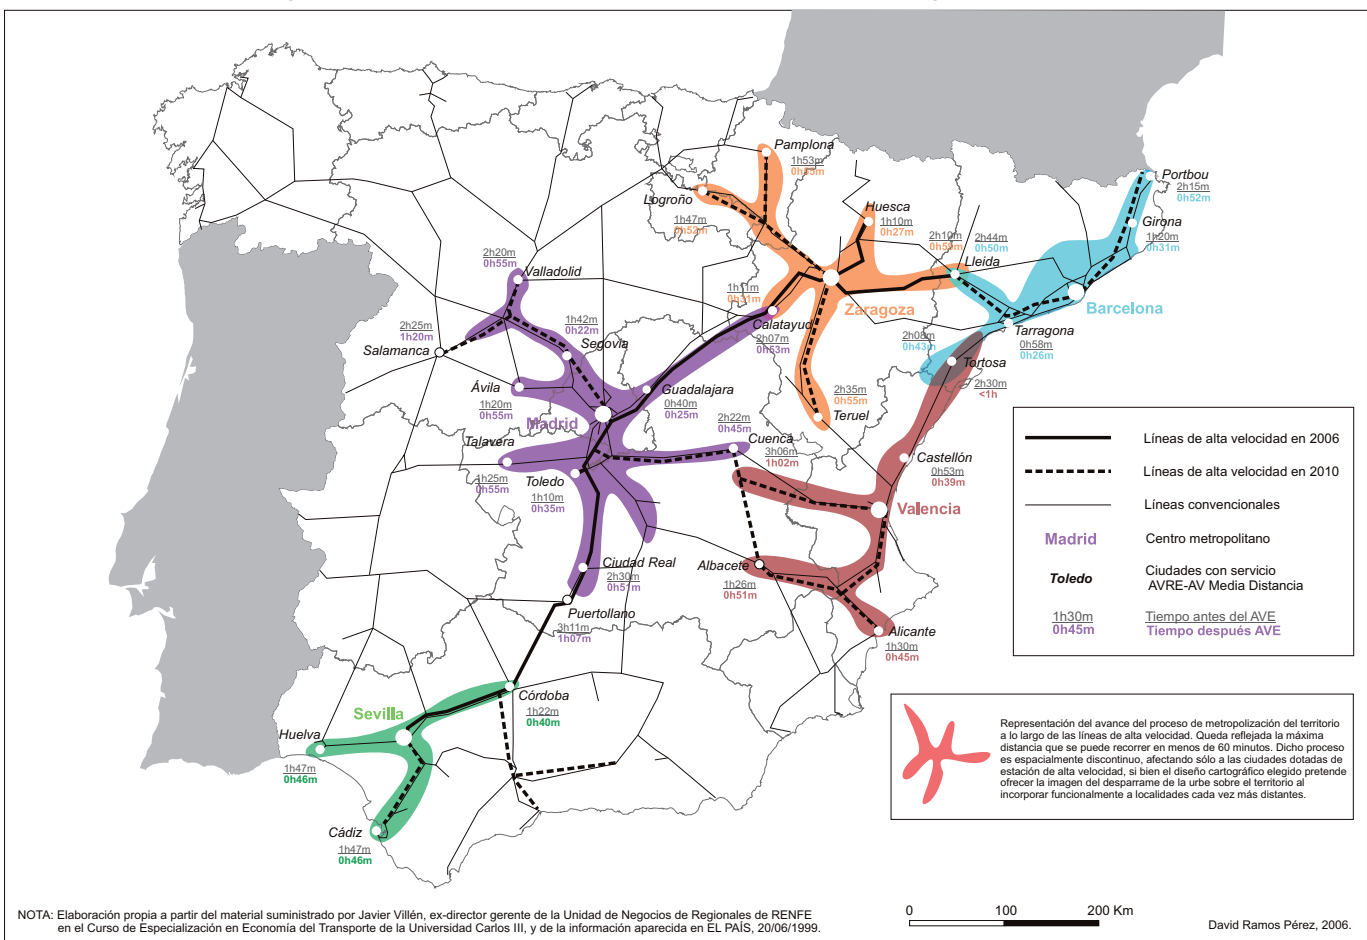 Pamplona
1h53m
0h35m
Logroño
1h47m
0h52m
Huesca
1h10m
0h27m
Portbou
2h15m
0h52m
Girona
1h20m
0h31m
2h10m
0h59m
2h44m
0h50m
Lleida
Barcelona
Zaragoza
1h11m
0h31m
Calatayud
2h07m
0h53m
Tarragona
0h58m
0h26m
2h08m
0h43m
Tortosa
2h30m
<1h
2h20m
0h55m
Valladolid
1h42m
0h22m
Segovia
2h25m
1h20m
Salamanca
Ávila
1h20m
0h55m
Guadalajara
0h40m
0h25m
Madrid
2h35m
0h55m
Teruel
Talavera
1h25m
0h55m
Toledo
1h10m
0h35m
2h22m
0h45m
Cuenca
3h06m
1h02m
Castellón
0h53m
0h39m
Valencia
Ciudad Real
2h30m
0h51m
Albacete
1h26m
0h51m
Puertollano
3h11m
1h07m
Alicante
1h30m
0h45m
Córdoba
1h22m
0h40m
Sevilla
Huelva
1h47m
0h46m
Cádiz
1h47m
0h46m
Líneas de alta velocidad en 2006
Líneas de alta velocidad en 2010
Líneas convencionales
Madrid
Centro metropolitano
Toledo
Ciudades con servicio
AVRE-AV Media Distancia
1h30m
0h45m
Tiempo antes del AVE
Tiempo después AVE
Representación del avance del proceso de metropolización del territorio
a lo largo de las líneas de alta velocidad. Queda reflejada la máxima
distancia que se puede recorrer en menos de 60 minutos. Dicho proceso
es espacialmente discontinuo, afectando sólo a las ciudades dotadas de
estación de alta velocidad, si bien el diseño cartográfico elegido pretende
ofrecer la imagen del desparrame de la urbe sobre el territorio al
incorporar funcionalmente a localidades cada vez más distantes.
NOTA: Elaboración propia a partir del material suministrado por Javier Villén, ex-director gerente de la Unidad de Negocios de Regionales de RENFE
en el Curso de Especialización en Economía del Transporte de la Universidad Carlos III, y de la información aparecida en EL PAÍS, 20/06/1999.
0 100 200 Km
David Ramos Pérez, 2006.